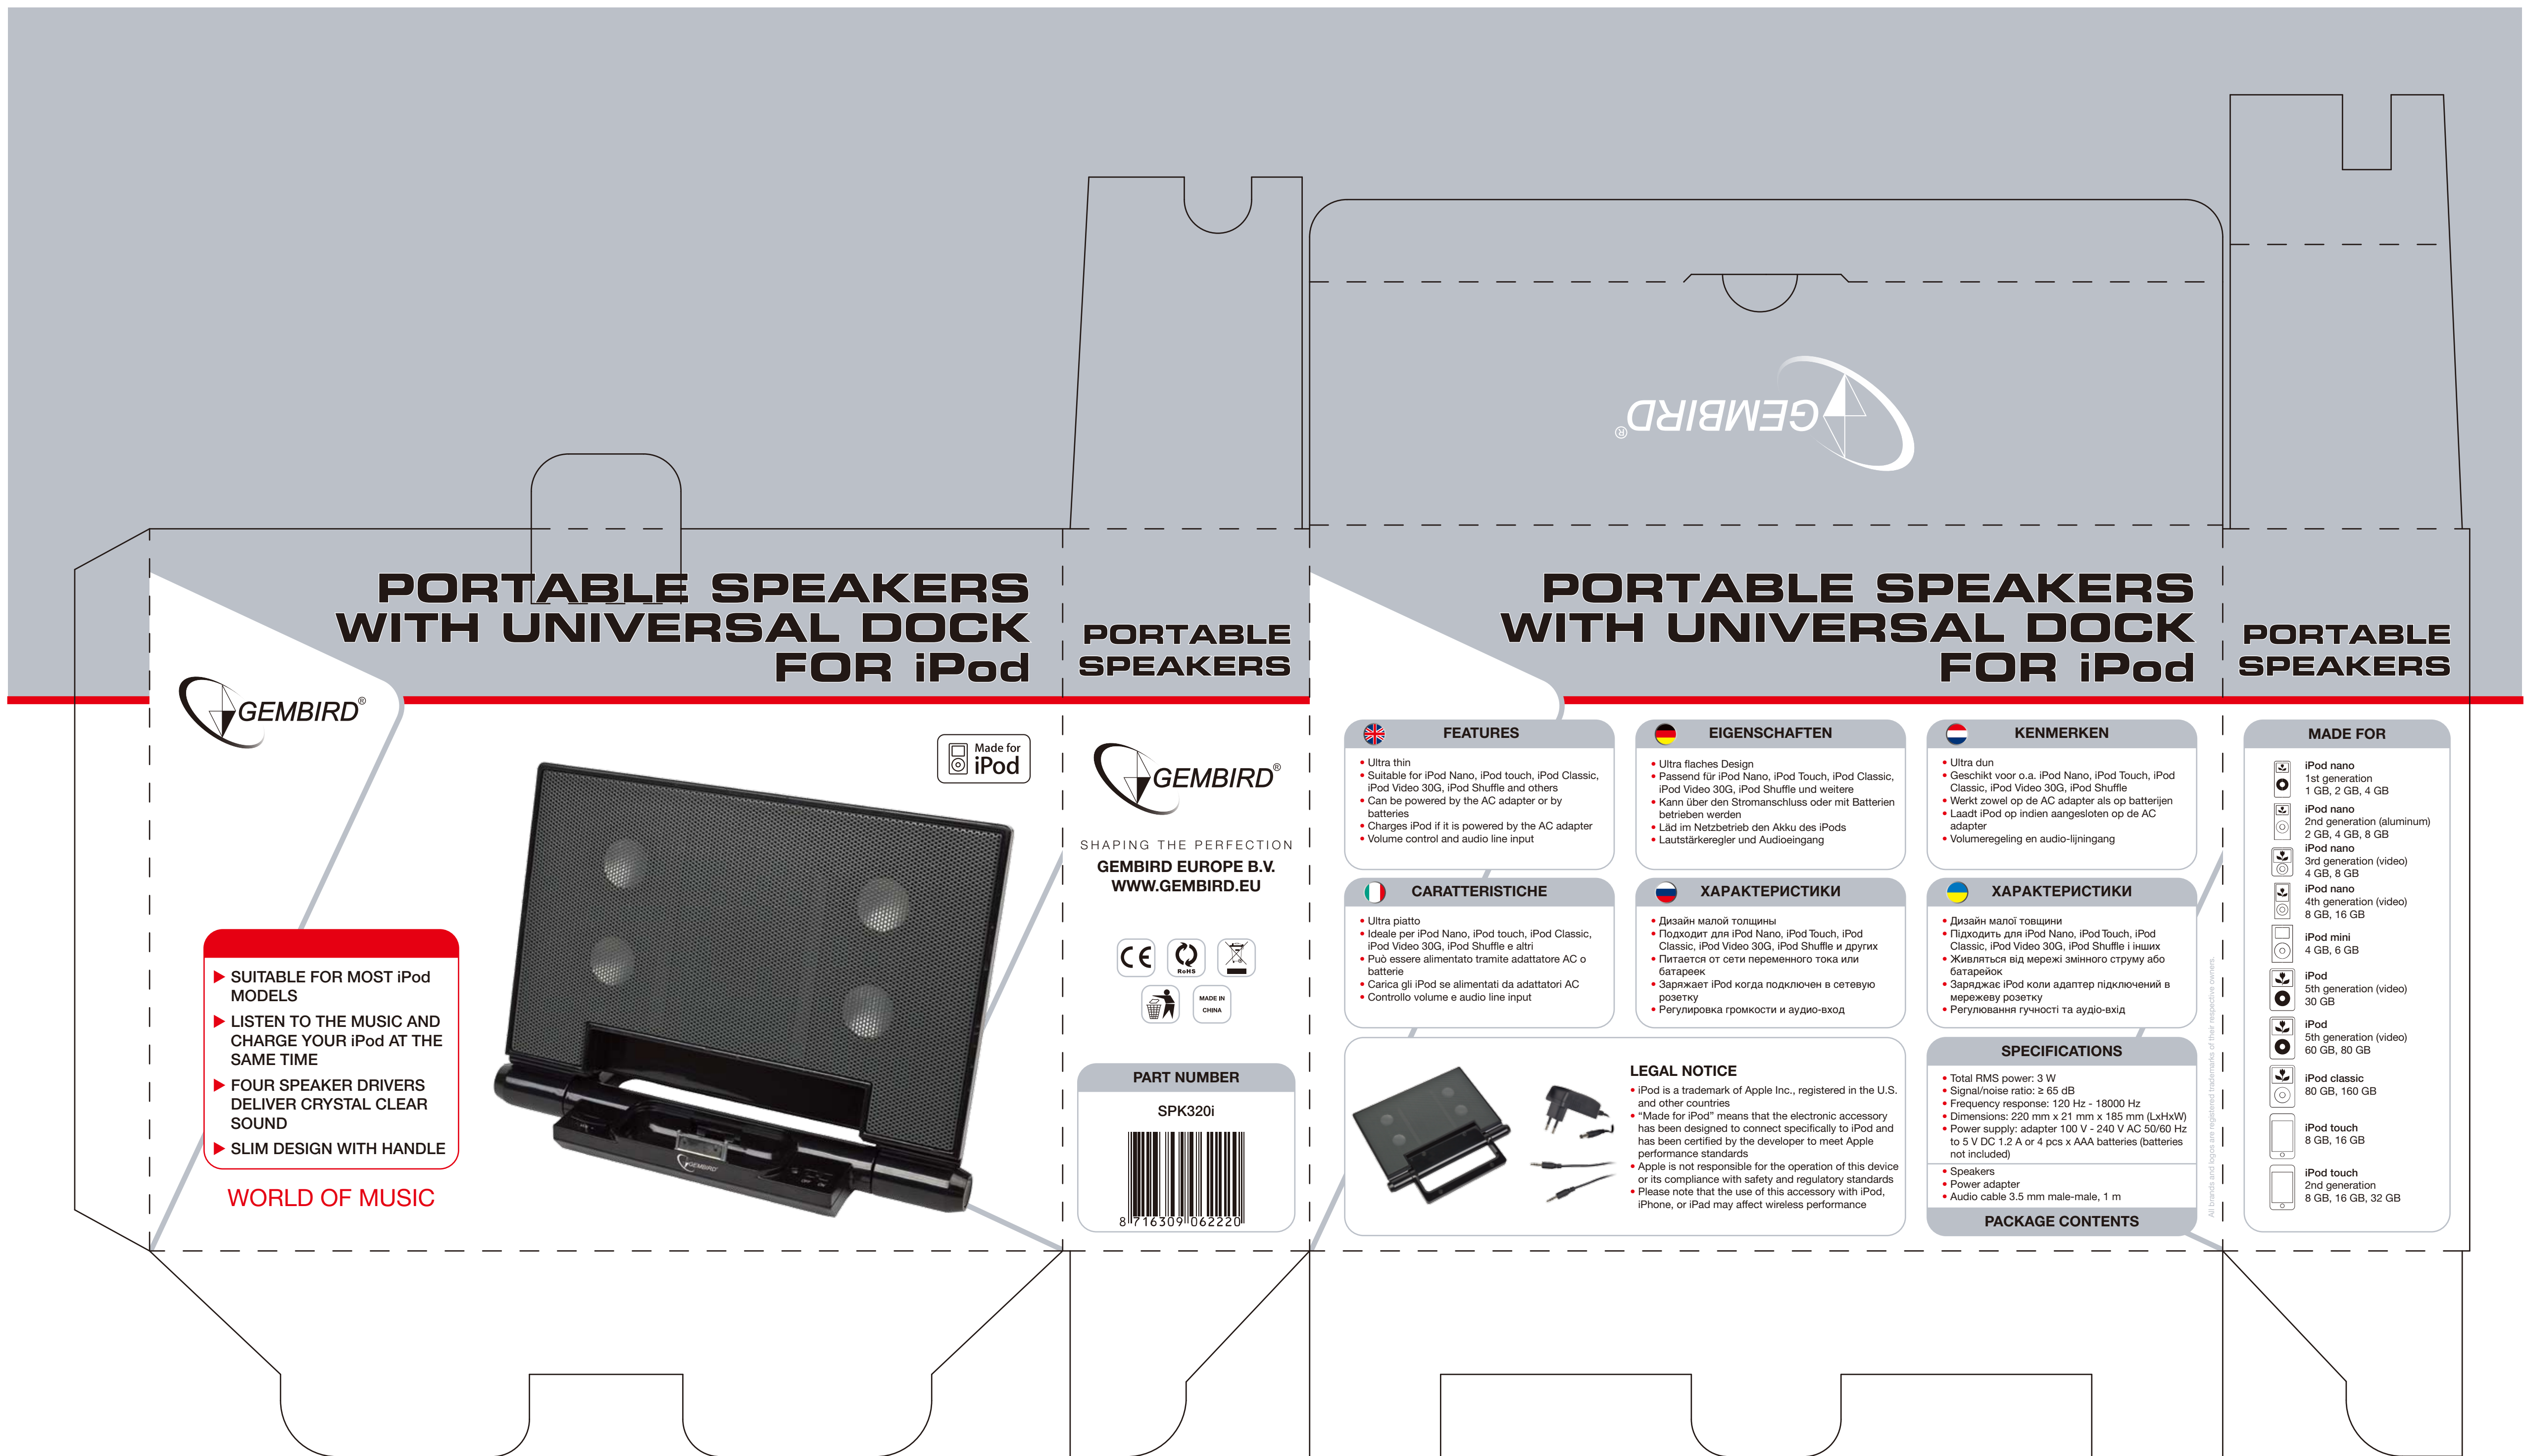 GEMBIRD®
PORTABLE SPEAKERS
WITH UNIVERSAL DOCK
FOR iPod
GEMBIRD®
Made for
iPod
SUITABLE FOR MOST iPod
MODELS
LISTEN TO THE MUSIC AND
CHARGE YOUR iPod AT THE
SAME TIME
FOUR SPEAKER DRIVERS
DELIVER CRYSTAL CLEAR
SOUND
SLIM DESIGN WITH HANDLE
WORLD OF MUSIC
GEMBIRD
OFF ON
PORTABLE
SPEAKERS
GEMBIRD®
SHAPING THE PERFECTION
GEMBIRD EUROPE B.V.
WWW.GEMBIRD.EU
CE
RoHS
MADE IN
CHINA
PART NUMBER
SPK320i
8 716309 062220
PORTABLE SPEAKERS
WITH UNIVERSAL DOCK
FOR iPod
FEATURES
• Ultra thin
• Suitable for iPod Nano, iPod touch, iPod Classic,
iPod Video 30G, iPod Shuffle and others
• Can be powered by the AC adapter or by
batteries
• Charges iPod if it is powered by the AC adapter
• Volume control and audio line input
EIGENSCHAFTEN
• Ultra flaches Design
• Passend für iPod Nano, iPod Touch, iPod Classic,
iPod Video 30G, iPod Shuffle und weitere
• Kann über den Stromanschluss oder mit Batterien
betrieben werden
• Läd im Netzbetrieb den Akku des iPods
• Lautstärkeregler und Audioeingang
KENMERKEN
• Ultra dun
• Geschikt voor o.a. iPod Nano, iPod Touch, iPod
Classic, iPod Video 30G, iPod Shuffle
• Werkt zowel op de AC adapter als op batterijen
• Laadt iPod op indien aangesloten op de AC
adapter
• Volumeregeling en audio-lijningang
CARATTERISTICHE
• Ultra piatto
• Ideale per iPod Nano, iPod touch, iPod Classic,
iPod Video 30G, iPod Shuffle e altri
• Può essere alimentato tramite adattatore AC o
batterie
• Carica gli iPod se alimentati da adattatori AC
• Controllo volume e audio line input
ХАРАКТЕРИСТИКИ
• Дизайн малой толщины
• Подходит для iPod Nano, iPod Touch, iPod
Classic, iPod Video 30G, iPod Shuffle и других
• Питается от сети переменного тока или
батареек
• Заряжает iPod когда подключен в сетевую
розетку
• Регулировка громкости и аудио-вход
ХАРАКТЕРИСТИКИ
• Дизайн малої товщини
• Підходить для iPod Nano, iPod Touch, iPod
Classic, iPod Video 30G, iPod Shuffle і інших
• Живляться від мережі змінного струму або
батарейок
• Заряджає iPod коли адаптер підключений в
мережеву розетку
• Регулювання гучності та аудіо-вхід
LEGAL NOTICE
• iPod is a trademark of Apple Inc., registered in the U.S.
and other countries
• “Made for iPod” means that the electronic accessory
has been designed to connect specifically to iPod and
has been certified by the developer to meet Apple
performance standards
• Apple is not responsible for the operation of this device
or its compliance with safety and regulatory standards
• Please note that the use of this accessory with iPod,
iPhone, or iPad may affect wireless performance
SPECIFICATIONS
• Total RMS power: 3 W
• Signal/noise ratio: ≥ 65 dB
• Frequency response: 120 Hz - 18000 Hz
• Dimensions: 220 mm x 21 mm x 185 mm (LxHxW)
• Power supply: adapter 100 V - 240 V AC 50/60 Hz
to 5 V DC 1.2 A or 4 pcs x AAA batteries (batteries
not included)
• Speakers
• Power adapter
• Audio cable 3.5 mm male-male, 1 m
PACKAGE CONTENTS
All brands and logos are registered trademarks of their respective owners.
PORTABLE
SPEAKERS
MADE FOR
iPod nano
1st generation
1 GB, 2 GB, 4 GB
iPod nano
2nd generation (aluminum)
2 GB, 4 GB, 8 GB
iPod nano
3rd generation (video)
4 GB, 8 GB
iPod nano
4th generation (video)
8 GB, 16 GB
iPod mini
4 GB, 6 GB
iPod
5th generation (video)
30 GB
iPod
5th generation (video)
60 GB, 80 GB
iPod classic
80 GB, 160 GB
iPod touch
8 GB, 16 GB
iPod touch
2nd generation
8 GB, 16 GB, 32 GB